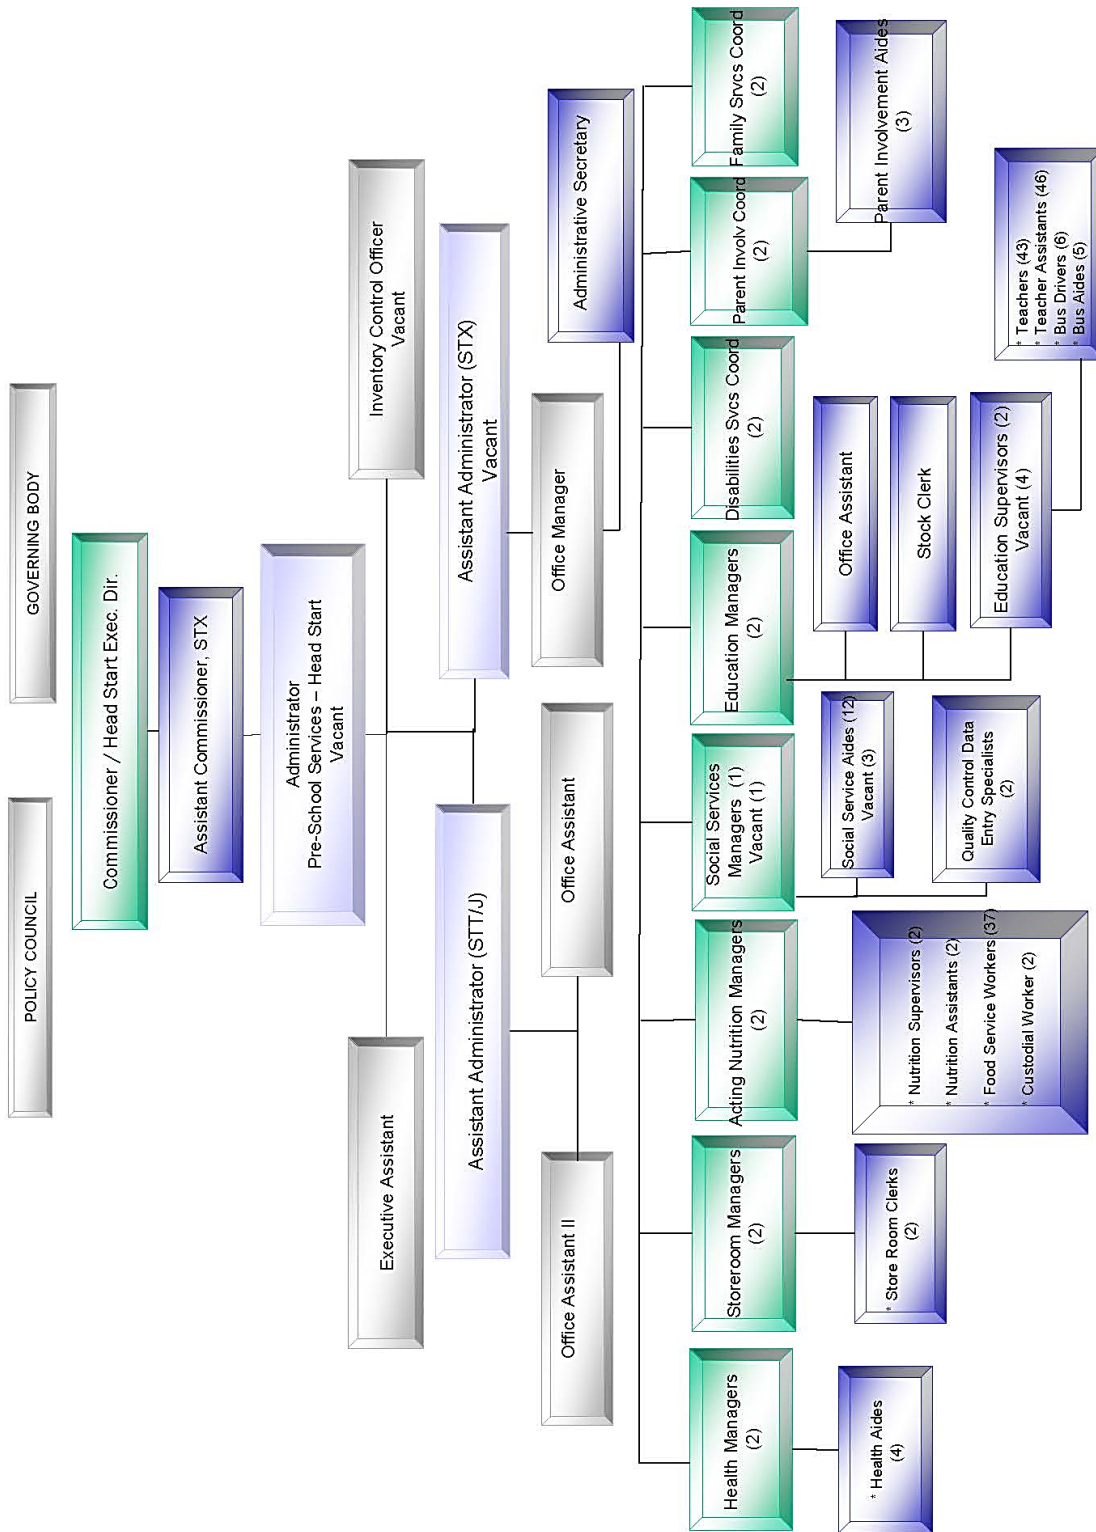 POLICY COUNCIL
GOVERNING BODY
Commissioner / Head Start Exec. Dir.
Assistant Commissioner, STX
Administrator
Pre-School Services – Head Start
Vacant
Executive Assistant
Inventory Control Officer
Vacant
Assistant Administrator (STT/J)
Assistant Administrator (STX)
Vacant
Office Assistant II
Office Assistant
Office Manager
Administrative Secretary
Health Managers
(2)
Storeroom Managers
(2)
Acting Nutrition Managers
(2)
Social Services
Managers (1)
Vacant (1)
Education Managers
(2)
Disabilities Svcs Coord
(2)
Parent Involv Coord
(2)
Family Srvcs Coord
(2)
* Health Aides
(4)
* Store Room Clerks
(2)
* Nutrition Supervisors (2)
* Nutrition Assistants (2)
* Food Service Workers (37)
* Custodial Worker (2)
Social Service Aides (12)
Vacant (3)
Quality Control Data
Entry Specialists
(2)
Office Assistant
Stock Clerk
Education Supervisors (2)
Vacant (4)
* Teachers (43)
* Teacher Assistants (46)
* Bus Drivers (6)
* Bus Aides (5)
Parent Involvement Aides
(3)